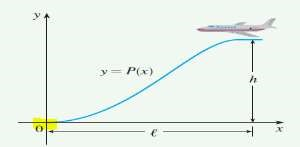 y
y = P(x)
h
O
ℓ
x